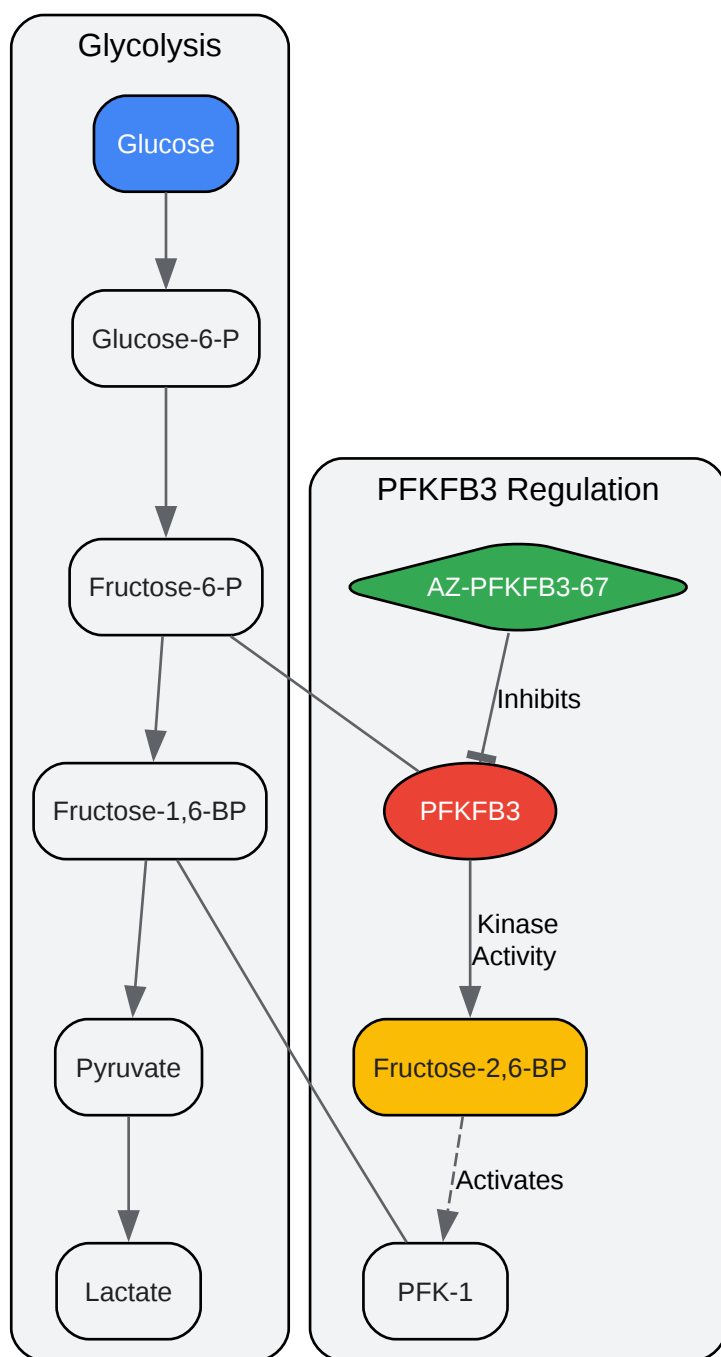 Glycolysis
Glucose
Glucose-6-P
Fructose-6-P
Fructose-1,6-BP
Pyruvate
Lactate
PFKFB3 Regulation
AZ-PFKFB3-67
Inhibits
PFKFB3
Kinase
Activity
Fructose-2,6-BP
Activates
PFK-1